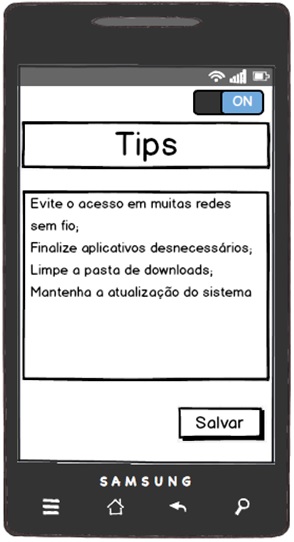 ON
Tips
Evite o acesso em muitas redes
sem fio;
Finalize aplicativos desnecessários;
Limpe a pasta de downloads;
Mantenha a atualização do sistema
Salvar
SAMSUNG